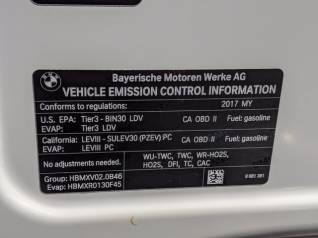 Bayerische Motoren Werke AG
VEHICLE EMISSION CONTROL INFORMATION
Conforms to regulations: 2017 MY
U.S. EPA: Tier3 - BIN30 LDV CA OBD II Fuel: gasoline
Evap: Tier3 LDV
California: LEVIII - SULEV30 (PZEV) PC CA OBD II Fuel: gasoline
Evap: LEVIII PC
No adjustments needed. WU-TWC, TWC, WR-HO2S,
HO2S, DFI, TC, CAC
Group: HBMXV02.0B46
Evap: HBMXR0130F45